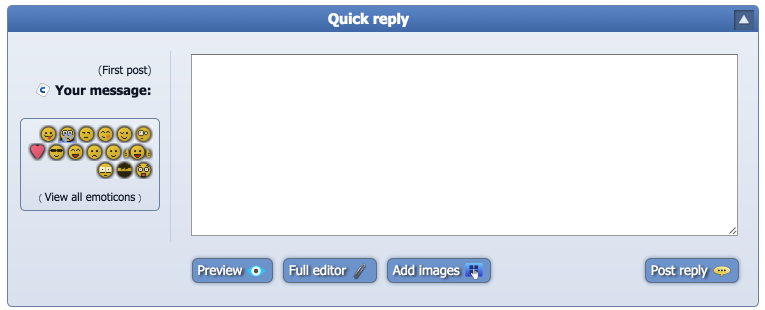 Quick reply
(First post)
Your message:
( View all emoticons )
Preview
Full editor
Add images
Post reply